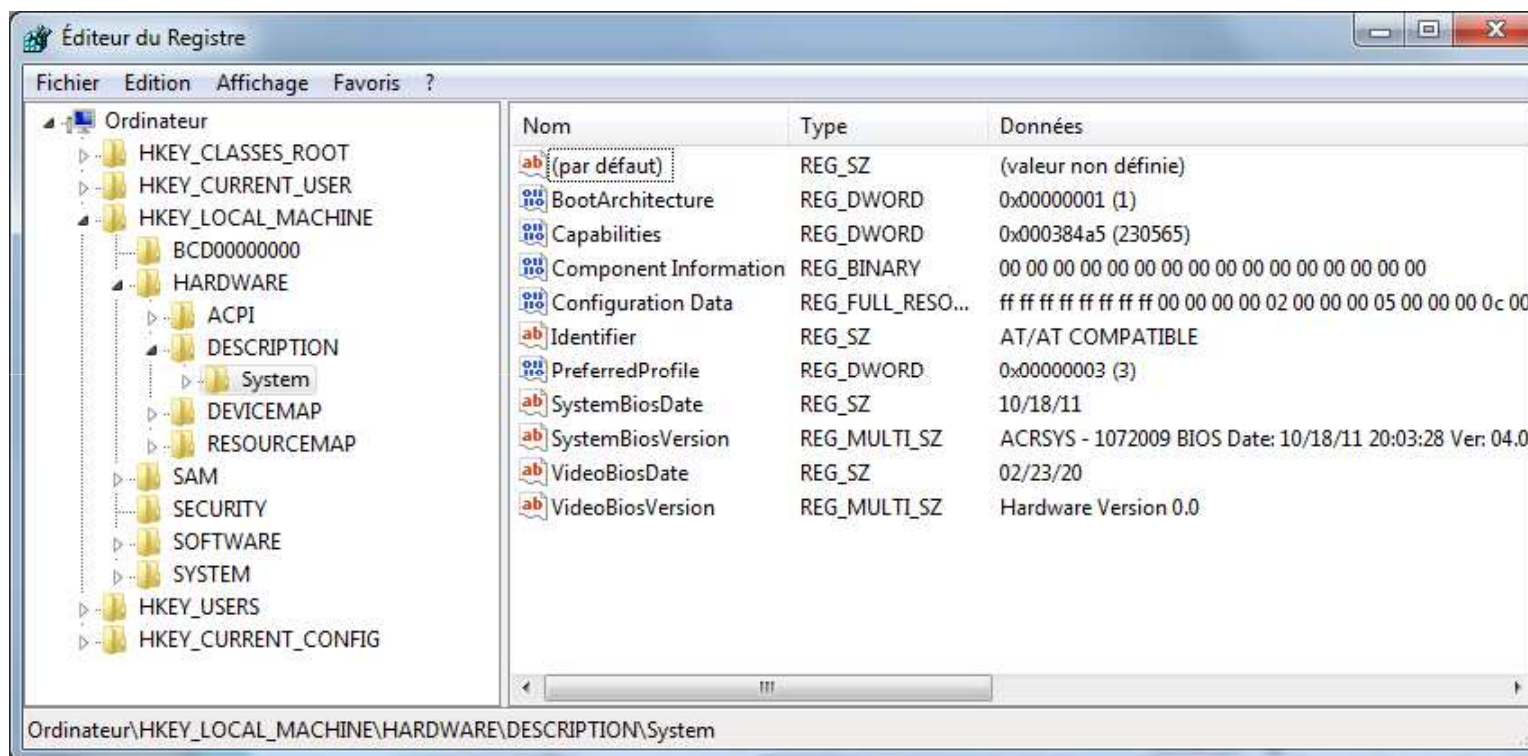 Éditeur du Registre
Fichier Edition Affichage Favoris ?
Ordinateur
HKEY_CLASSES_ROOT
HKEY_CURRENT_USER
HKEY_LOCAL_MACHINE
BCD00000000
HARDWARE
ACPI
DESCRIPTION
System
DEVICEMAP
RESOURCEMAP
SAM
SECURITY
SOFTWARE
SYSTEM
HKEY_USERS
HKEY_CURRENT_CONFIG
Nom Type Données
(par défaut) REG_SZ (valeur non définie)
BootArchitecture REG_DWORD 0x00000001 (1)
Capabilities REG_DWORD 0x000384a5 (230565)
Component Information REG_BINARY 00 00 00 00 00 00 00 00 00 00 00 00 00 00 00 00
Configuration Data REG_FULL_RESO... ff ff ff ff ff ff ff ff 00 00 00 00 02 00 00 00 05 00 00 00 0c 00
Identifier REG_SZ AT/AT COMPATIBLE
PreferredProfile REG_DWORD 0x00000003 (3)
SystemBiosDate REG_SZ 10/18/11
SystemBiosVersion REG_MULTI_SZ ACRSYS - 1072009 BIOS Date: 10/18/11 20:03:28 Ver: 04.0
VideoBiosDate REG_SZ 02/23/20
VideoBiosVersion REG_MULTI_SZ Hardware Version 0.0
Ordinateur\HKEY_LOCAL_MACHINE\HARDWARE\DESCRIPTION\System